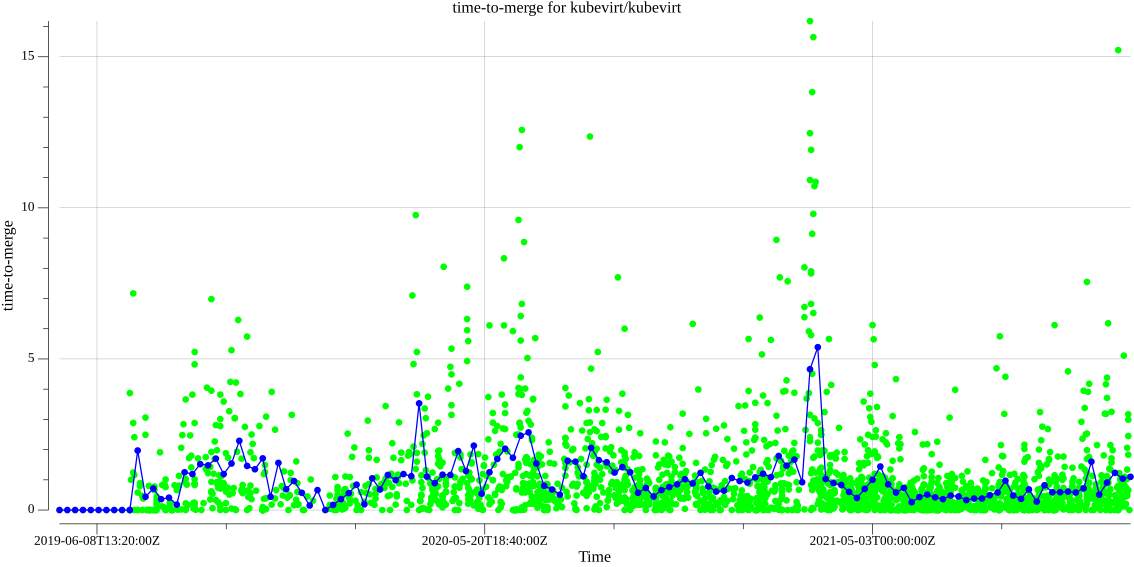 time-to-merge for kubevirt/kubevirt
15
10
5
0
time-to-merge
2019-06-08T13:20:00Z
2020-05-20T18:40:00Z
2021-05-03T00:00:00Z
Time